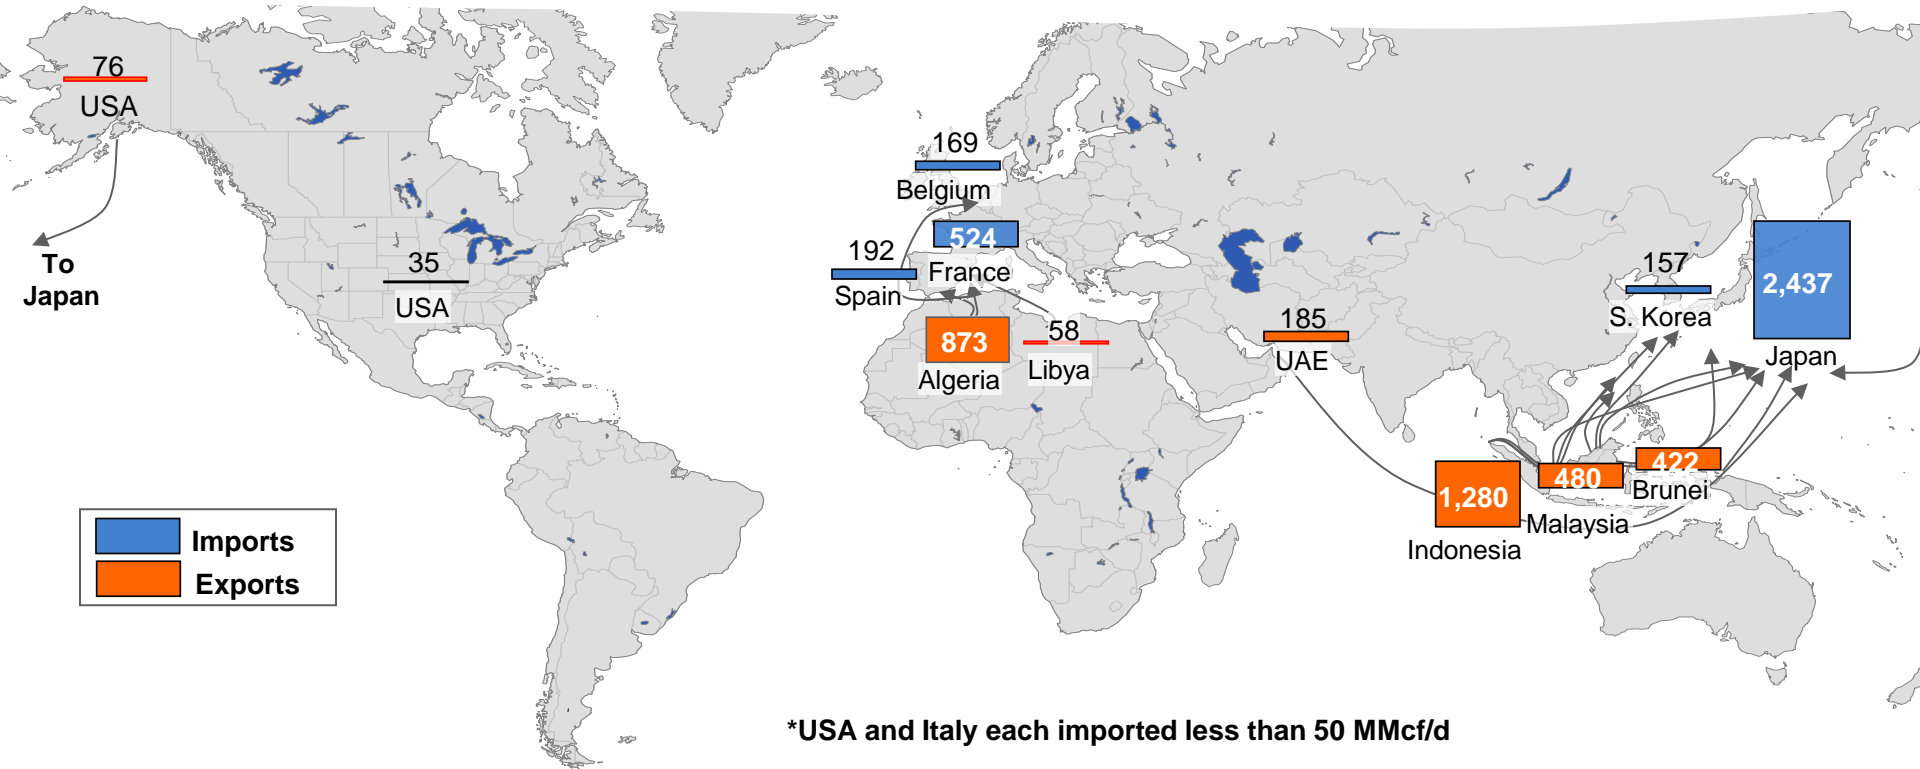 76
USA
To
Japan
35
USA
169
Belgium
524
France
192
Spain
873
Algeria
58
Libya
185
UAE
157
S. Korea
2,437
Japan
1,280
Indonesia
480
Malaysia
422
Brunei
Imports
Exports
*USA and Italy each imported less than 50 MMcf/d